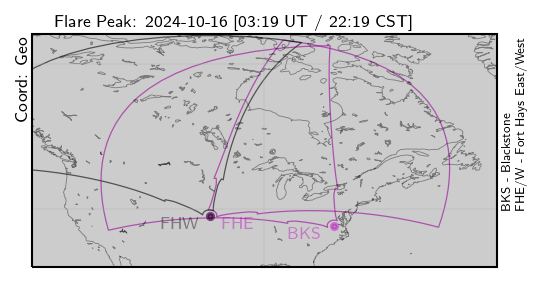 Flare Peak: 2024-10-16 [03:19 UT / 22:19 CST]
Coord: Geo
FHW
FHE
BKS
BKS - Blackstone
FHE/W - Fort Hays East/West